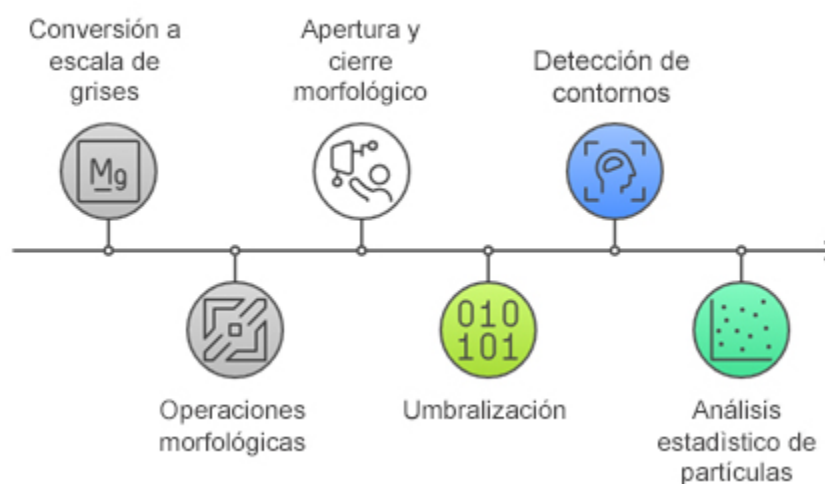 Conversión a
escala de
grises
Mg
Operaciones
morfológicas
Apertura y
cierre
morfológico
010
101
Umbralización
Detección de
contornos
Análisis
estadìstico de
partículas